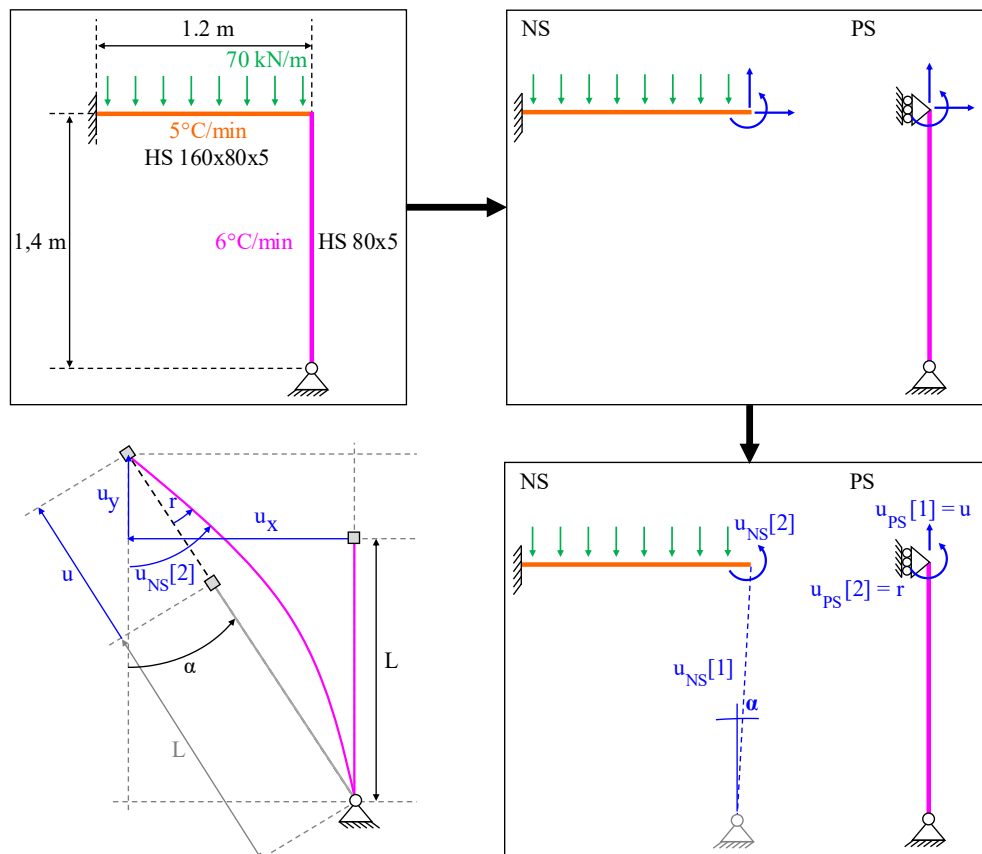 1.2 m
70 kN/m
5°C/min
HS 160x80x5
1,4 m
6°C/min
HS 80x5
NS
PS
NS
PS
u_NS[2]
u_PS[1] = u
u_PS[2] = r
u_NS[1]
α
u_y
r
u_x
u_NS[2]
u
α
L
L